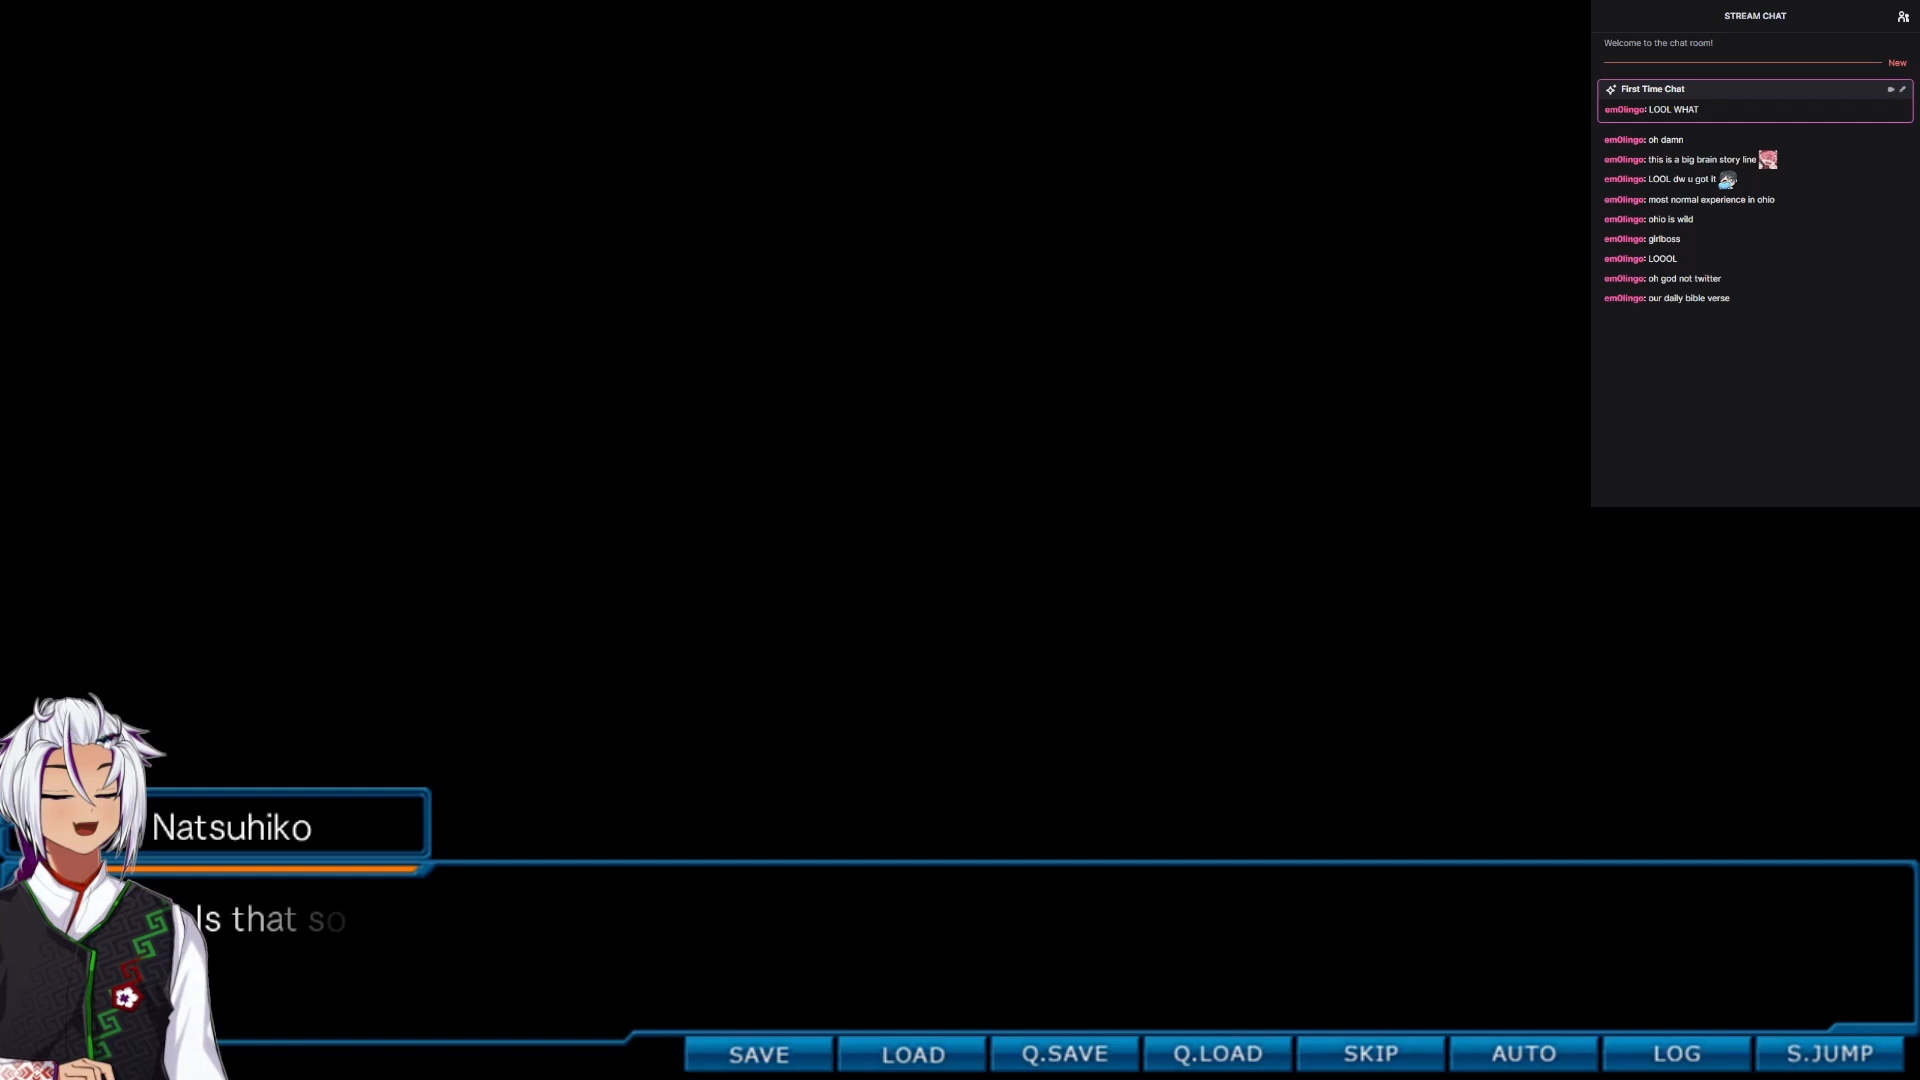 STREAM CHAT
Welcome to the chat room!
New
First Time Chat
em0lingo: LOOL WHAT
em0lingo: oh damn
em0lingo: this is a big brain story line
em0lingo: LOOL dw u got it
em0lingo: most normal experience in ohio
em0lingo: ohio is wild
em0lingo: girlboss
em0lingo: LOOOL
em0lingo: oh god not twitter
em0lingo: our daily bible verse
Natsuhiko
Is that so
SAVE
LOAD
Q.SAVE
Q.LOAD
SKIP
AUTO
LOG
S.JUMP